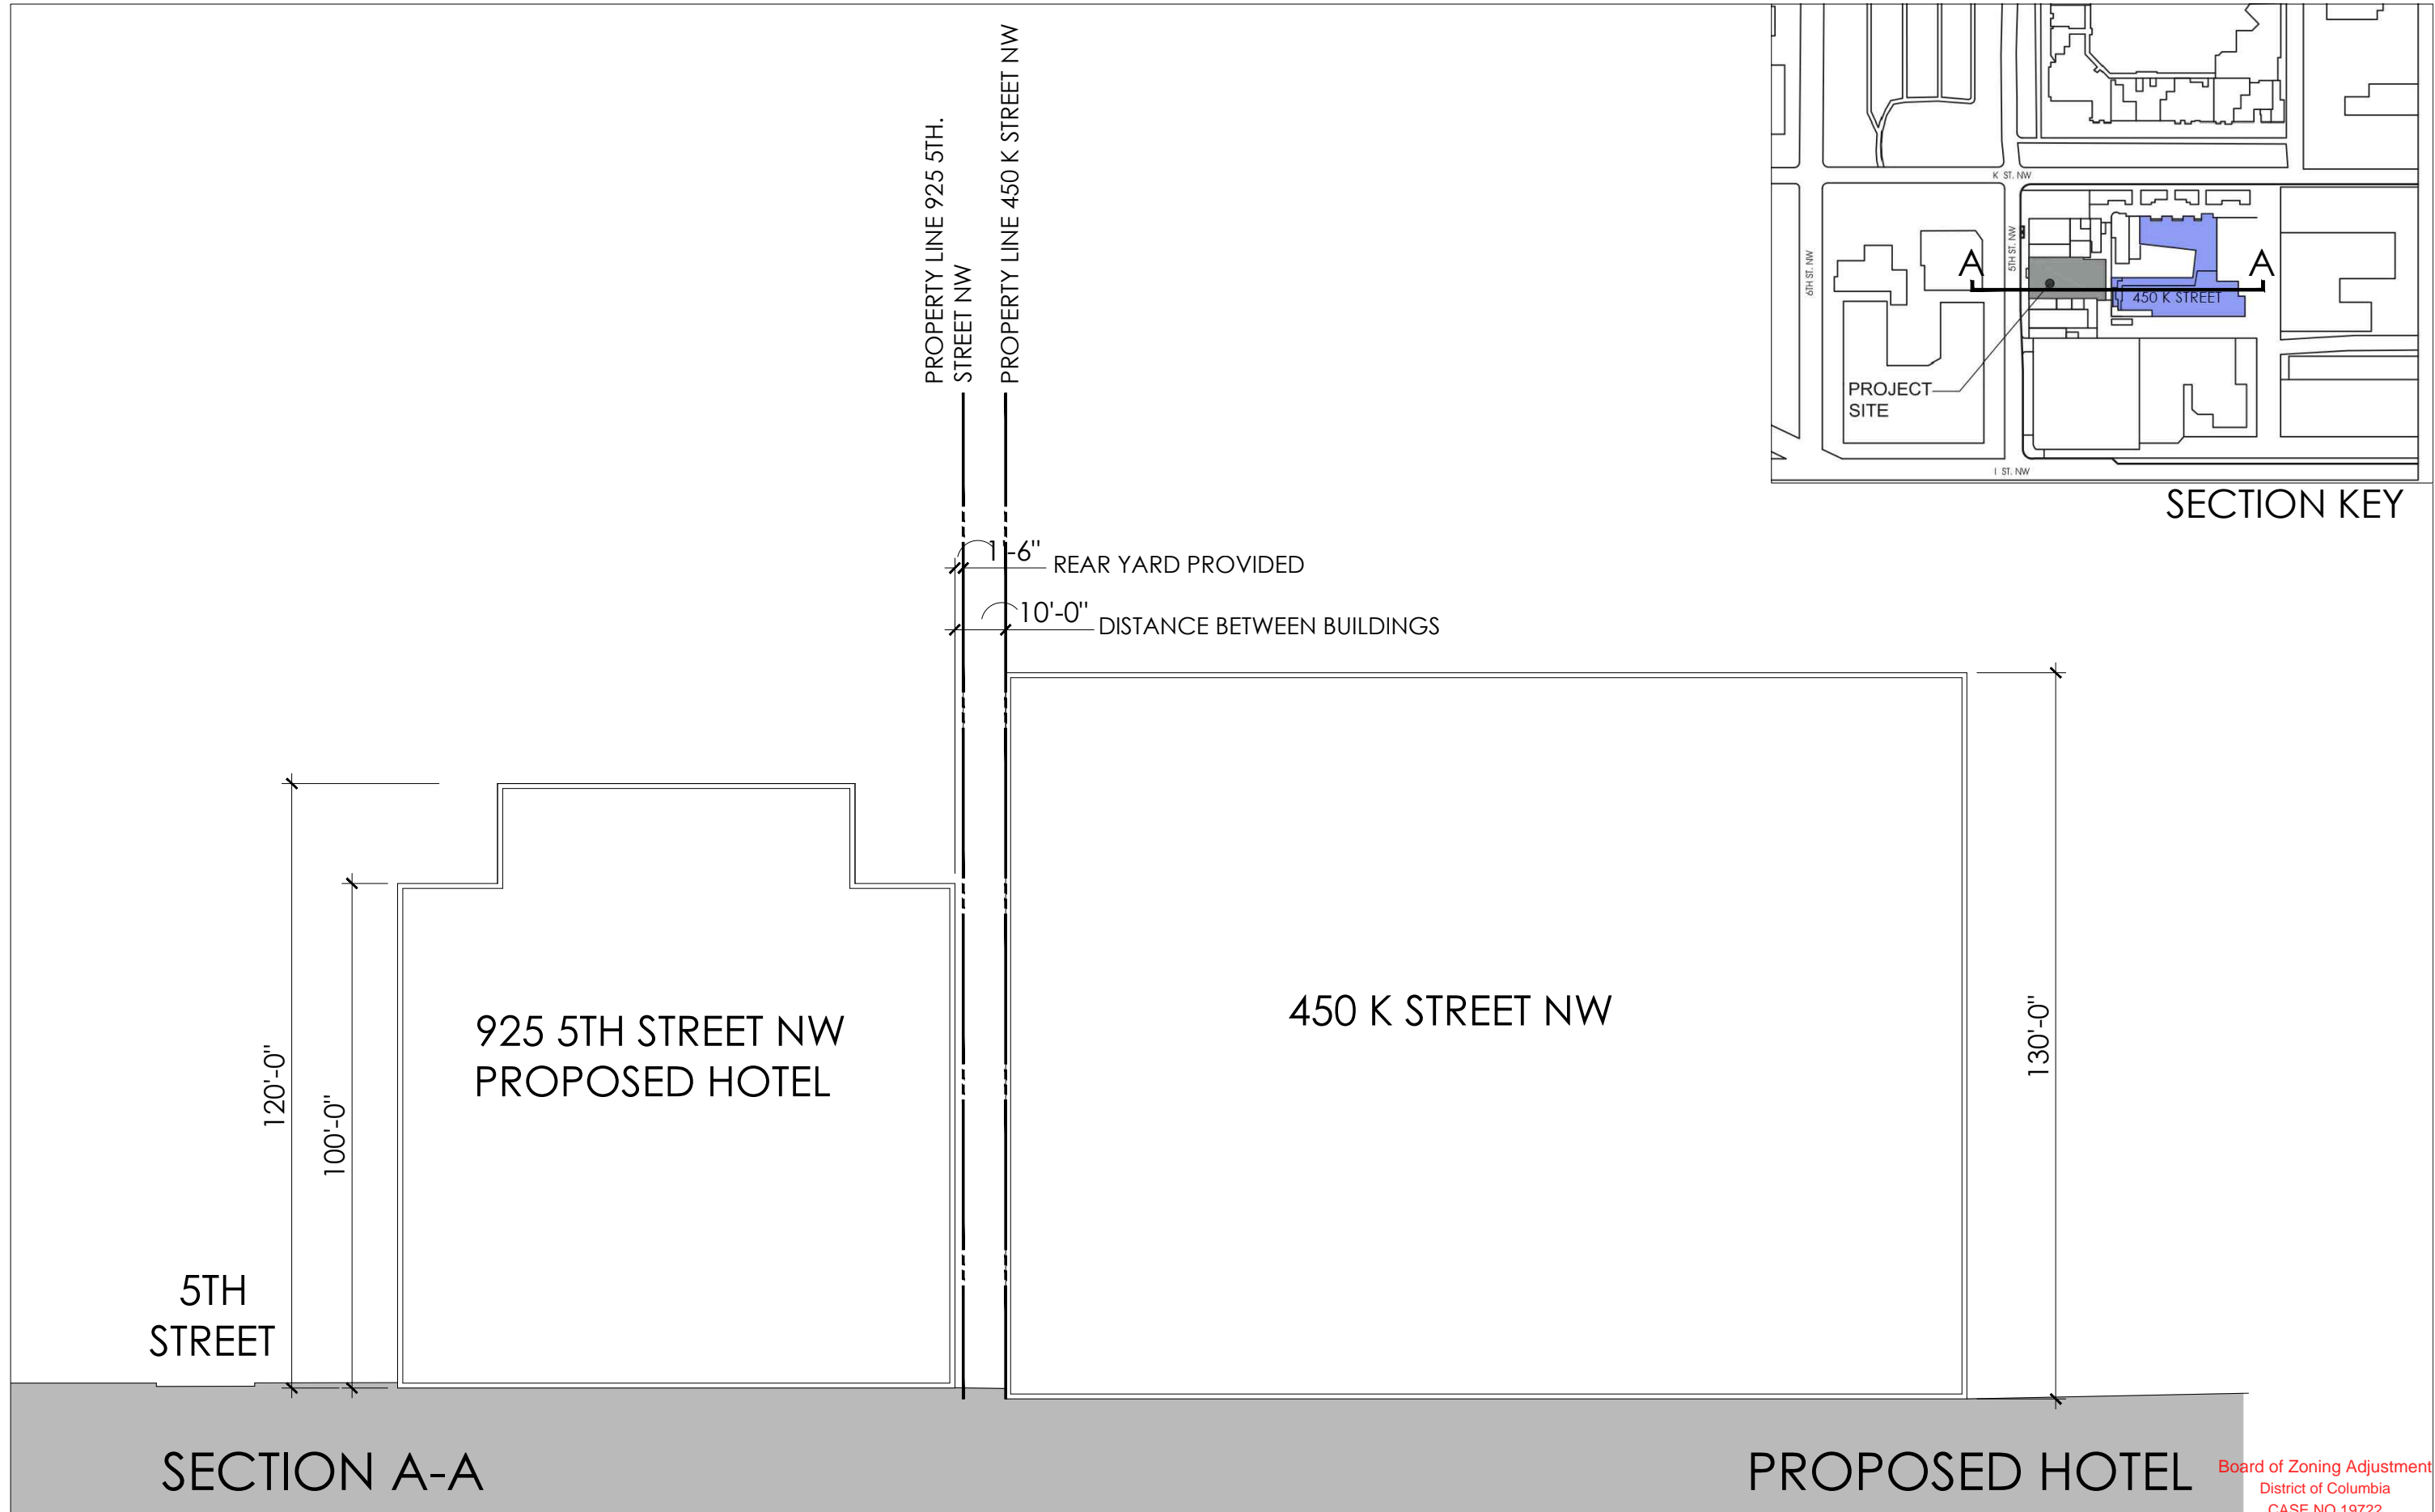 PROPERTY LINE 925 5TH.
STREET NW
PROPERTY LINE 450 K STREET NW
K ST. NW
6TH ST. NW
5TH ST. NW
A
A
450 K STREET
PROJECT
SITE
I ST. NW
SECTION KEY
1'-6"
REAR YARD PROVIDED
10'-0"
DISTANCE BETWEEN BUILDINGS
120'-0"
100'-0"
925 5TH STREET NW
PROPOSED HOTEL
450 K STREET NW
130'-0"
5TH
STREET
SECTION A-A
PROPOSED HOTEL
Board of Zoning Adjustment
District of Columbia
CASE NO.19722